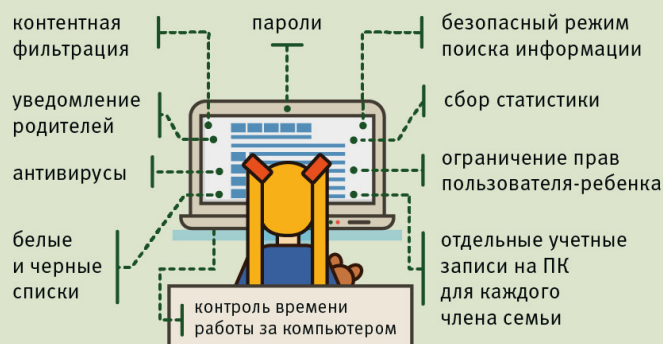 контентная
фильтрация
пароли
безопасный режим
поиска информации
уведомление
родителей
сбор статистики
антивирусы
ограничение прав
пользователя-ребенка
белые
и черные
списки
отдельные учетные
записи на ПК
для каждого
члена семьи
контроль времени
работы за компьютером